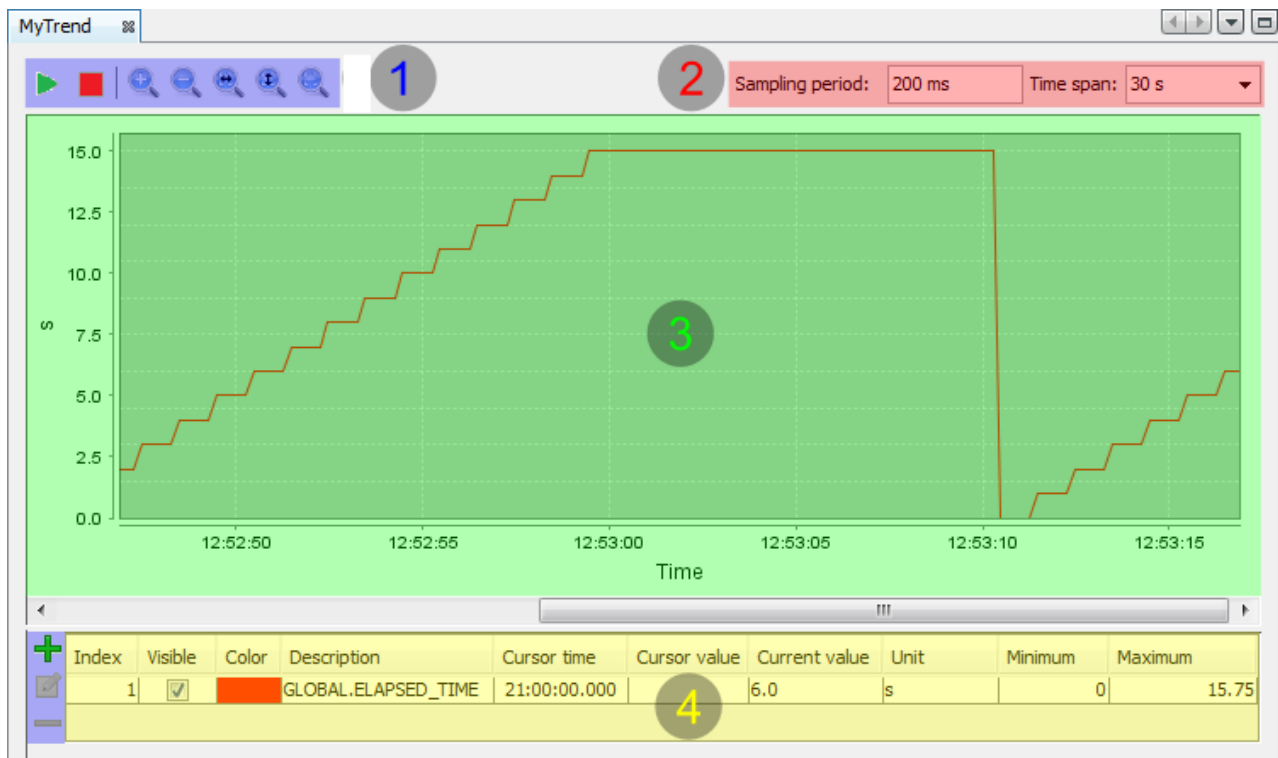 MyTrend
1
2
Sampling period: 200 ms Time span: 30 s
15.0
12.5
10.0
s
7.5
5.0
2.5
0.0
3
12:52:50 12:52:55 12:53:00 12:53:05 12:53:10 12:53:15
Time
Index Visible Color Description Cursor time Cursor value Current value Unit Minimum Maximum
1 GLOBAL.ELAPSED_TIME 21:00:00.000 6.0 s 0 15.75
4